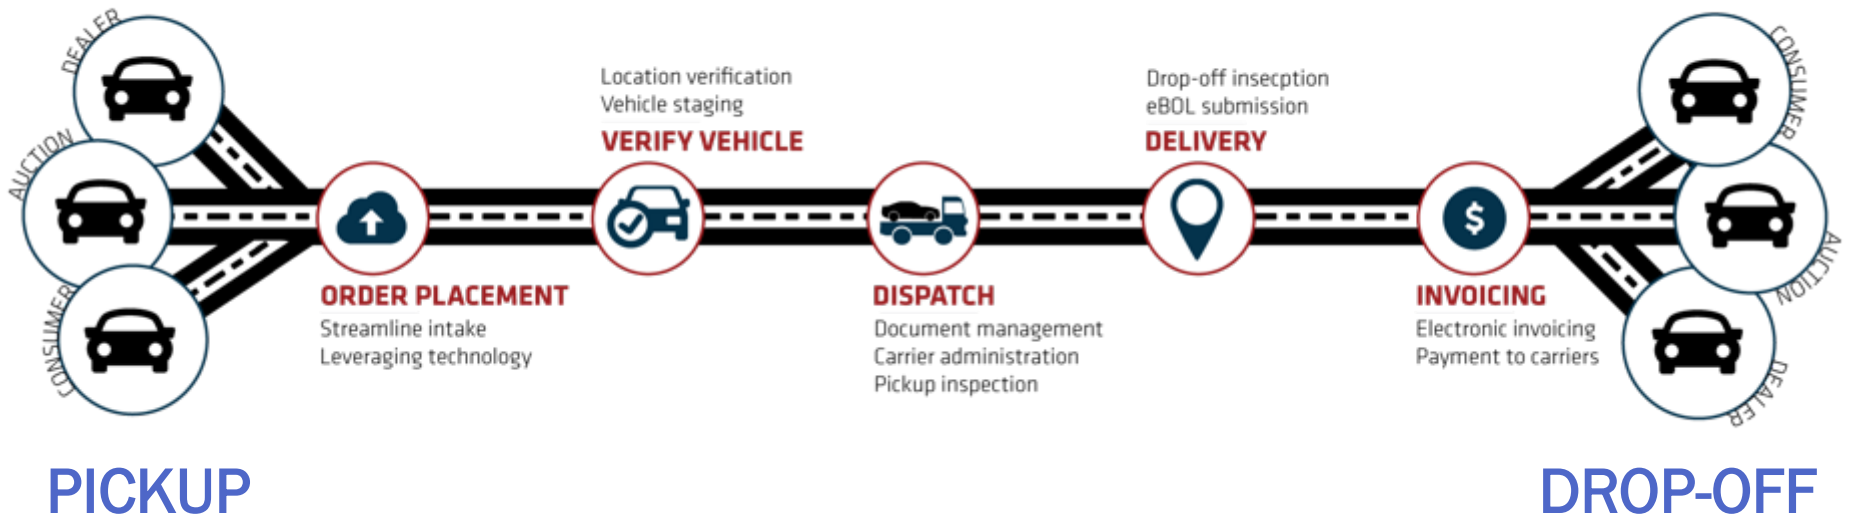 DEALER
AUCTION
CONSUMER
PICKUP
ORDER PLACEMENT
Streamline intake
Leveraging technology
Location verification
Vehicle staging
VERIFY VEHICLE
DISPATCH
Document management
Carrier administration
Pickup inspection
Drop-off insecption
eBOL submission
DELIVERY
$
INVOICING
Electronic invoicing
Payment to carriers
CONSUMER
AUCTION
DEALER
DROP-OFF